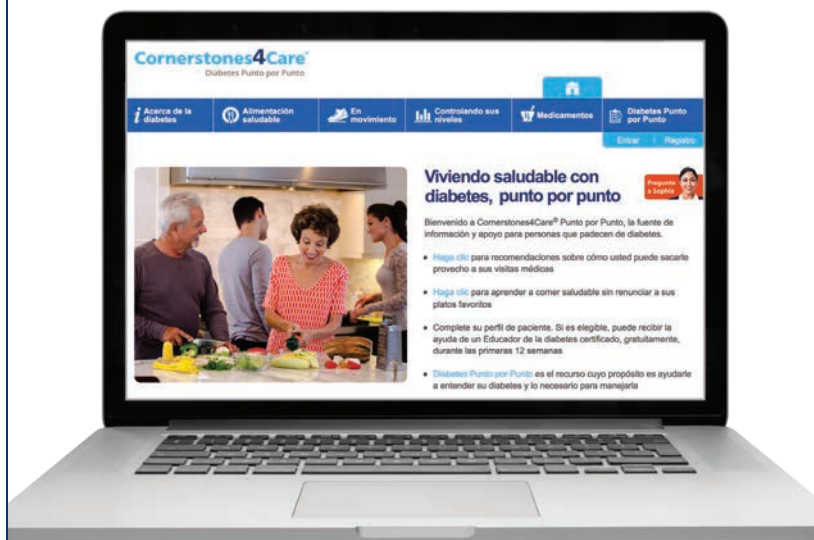 Cornerstones4Care®
Diabetes Punto por Punto
Acerca de la
diabetes
Alimentación
saludable
En
movimiento
Controlando sus
niveles
Medicamentos
Diabetes Punto
por Punto
Entrar | Registro
Viviendo saludable con
diabetes, punto por punto
Pregunte
a Sophia
Bienvenido a Cornerstones4Care® Punto por Punto, la fuente de
información y apoyo para personas que padecen de diabetes.
• Haga clic para recomendaciones sobre cómo usted puede sacarle
provecho a sus visitas médicas
• Haga clic para aprender a comer saludable sin renunciar a sus
platos favoritos
• Complete su perfil de paciente. Si es elegible, puede recibir la
ayuda de un Educador de la diabetes certificado, gratuitamente,
durante las primeras 12 semanas
• Diabetes Punto por Punto es el recurso cuyo propósito es ayudarle
a entender su diabetes y lo necesario para manejarla